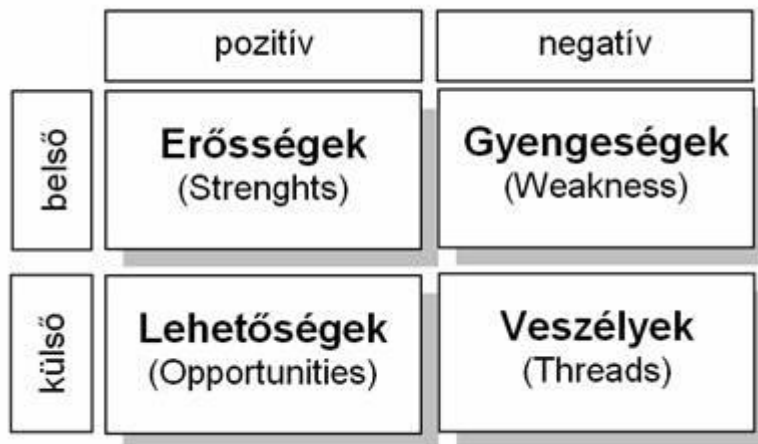 pozitív
negatív
belső
Erősségek
(Strenghts)
Gyengeségek
(Weakness)
külső
Lehetőségek
(Opportunities)
Veszélyek
(Threads)